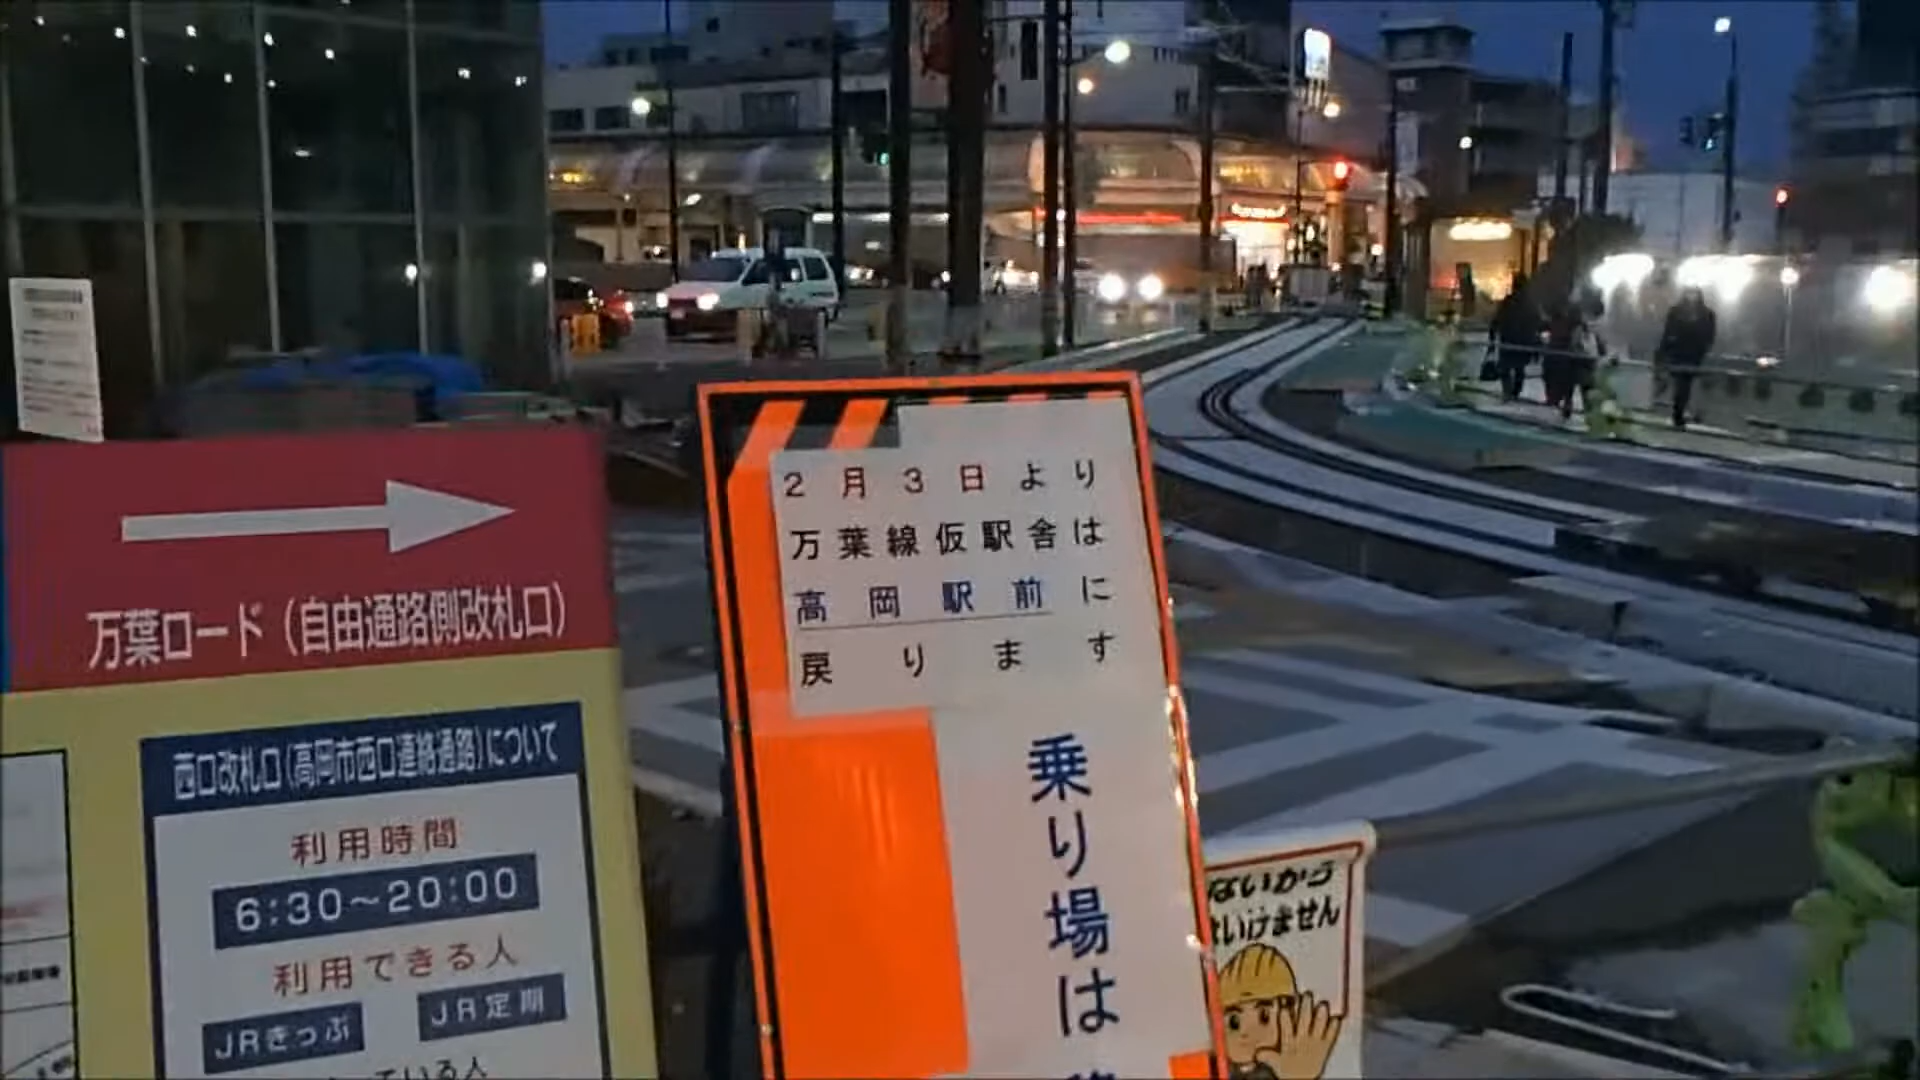 万葉ロード（自由通路側改札口）
西口改札口(高岡市西口連絡通路)について
利用時間
6:30～20:00
利用できる人
JRきっぷ
JR定期
ている人
2月3日より
万葉線仮駅舎は
高岡駅前に
戻ります
乗り場は
ないから
いけません